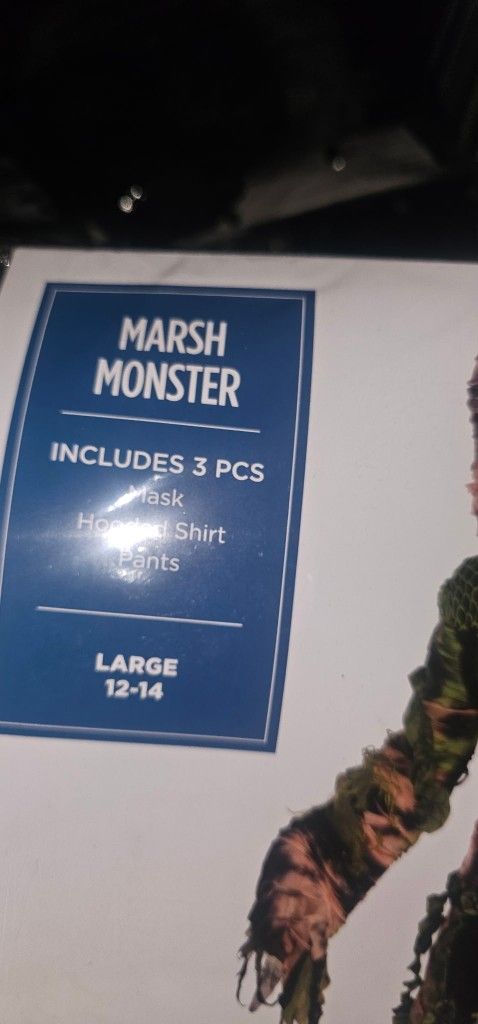 MARSH
MONSTER
INCLUDES 3 PCS
Mask
Hooded Shirt
Pants
LARGE
12-14